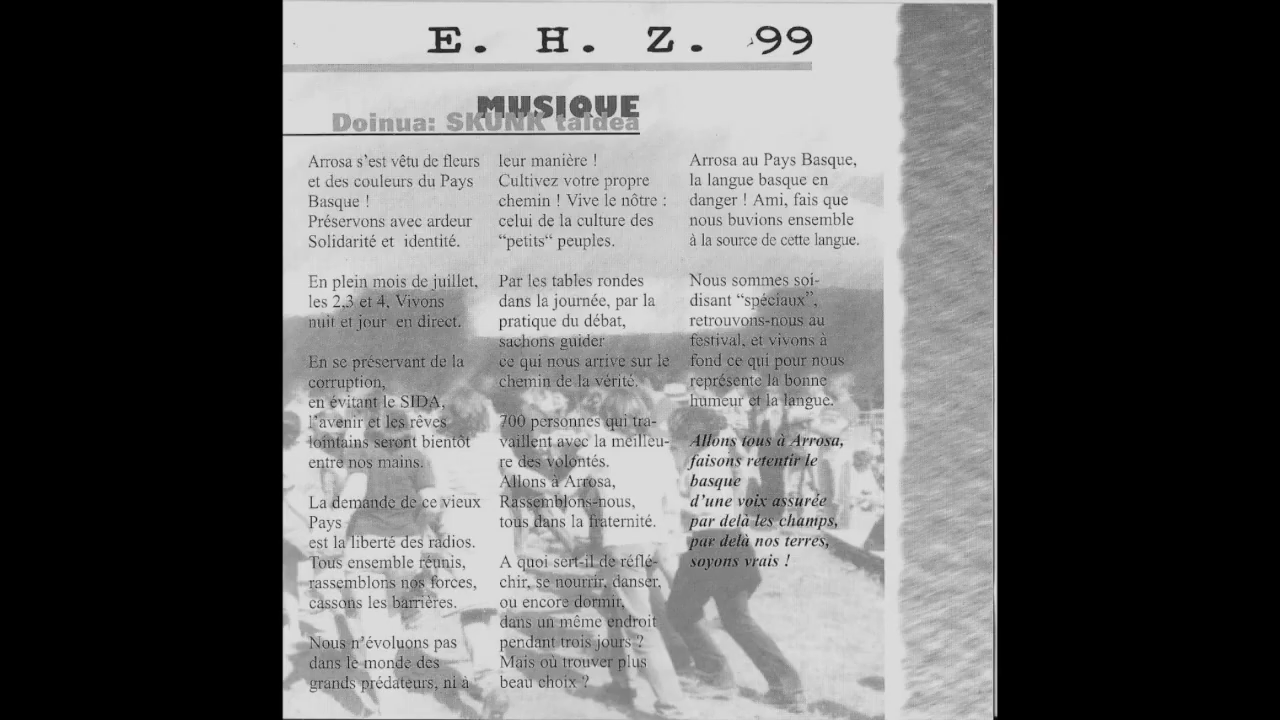 E. H. Z. 99
MUSIQUE
Doinua: SKUNK taldea
Arrosa s'est vêtu de fleurs
et des couleurs du Pays
Basque !
Préservons avec ardeur
Solidarité et identité.
En plein mois de juillet,
les 2,3 et 4, Vivons
nuit et jour en direct.
En se préservant de la
corruption,
en évitant le SIDA,
l'avenir et les rêves
lointains seront bientôt
entre nos mains.
La demande de ce vieux
Pays
est la liberté des radios.
Tous ensemble réunis,
rassemblons nos forces,
cassons les barrières.
Nous n'évoluons pas
dans le monde des
grands prédateurs, ni à
leur manière !
Cultivez votre propre
chemin ! Vive le nôtre :
celui de la culture des
“petits“ peuples.
Par les tables rondes
dans la journée, par la
pratique du débat,
sachons guider
ce qui nous arrive sur le
chemin de la vérité.
700 personnes qui tra-
vaillent avec la meilleu-
re des volontés.
Allons à Arrosa,
Rassemblons-nous,
tous dans la fraternité.
A quoi sert-il de réflé-
chir, se nourrir, danser,
ou encore dormir,
dans un même endroit
pendant trois jours ?
Mais où trouver plus
beau choix ?
Arrosa au Pays Basque,
la langue basque en
danger ! Ami, fais que
nous buvions ensemble
à la source de cette langue.
Nous sommes soi-
disant “spéciaux”,
retrouvons-nous au
festival, et vivons à
fond ce qui pour nous
représente la bonne
humeur et la langue.
Allons tous à Arrosa,
faisons retentir le
basque
d'une voix assurée
par delà les champs,
par delà nos terres,
soyons vrais !